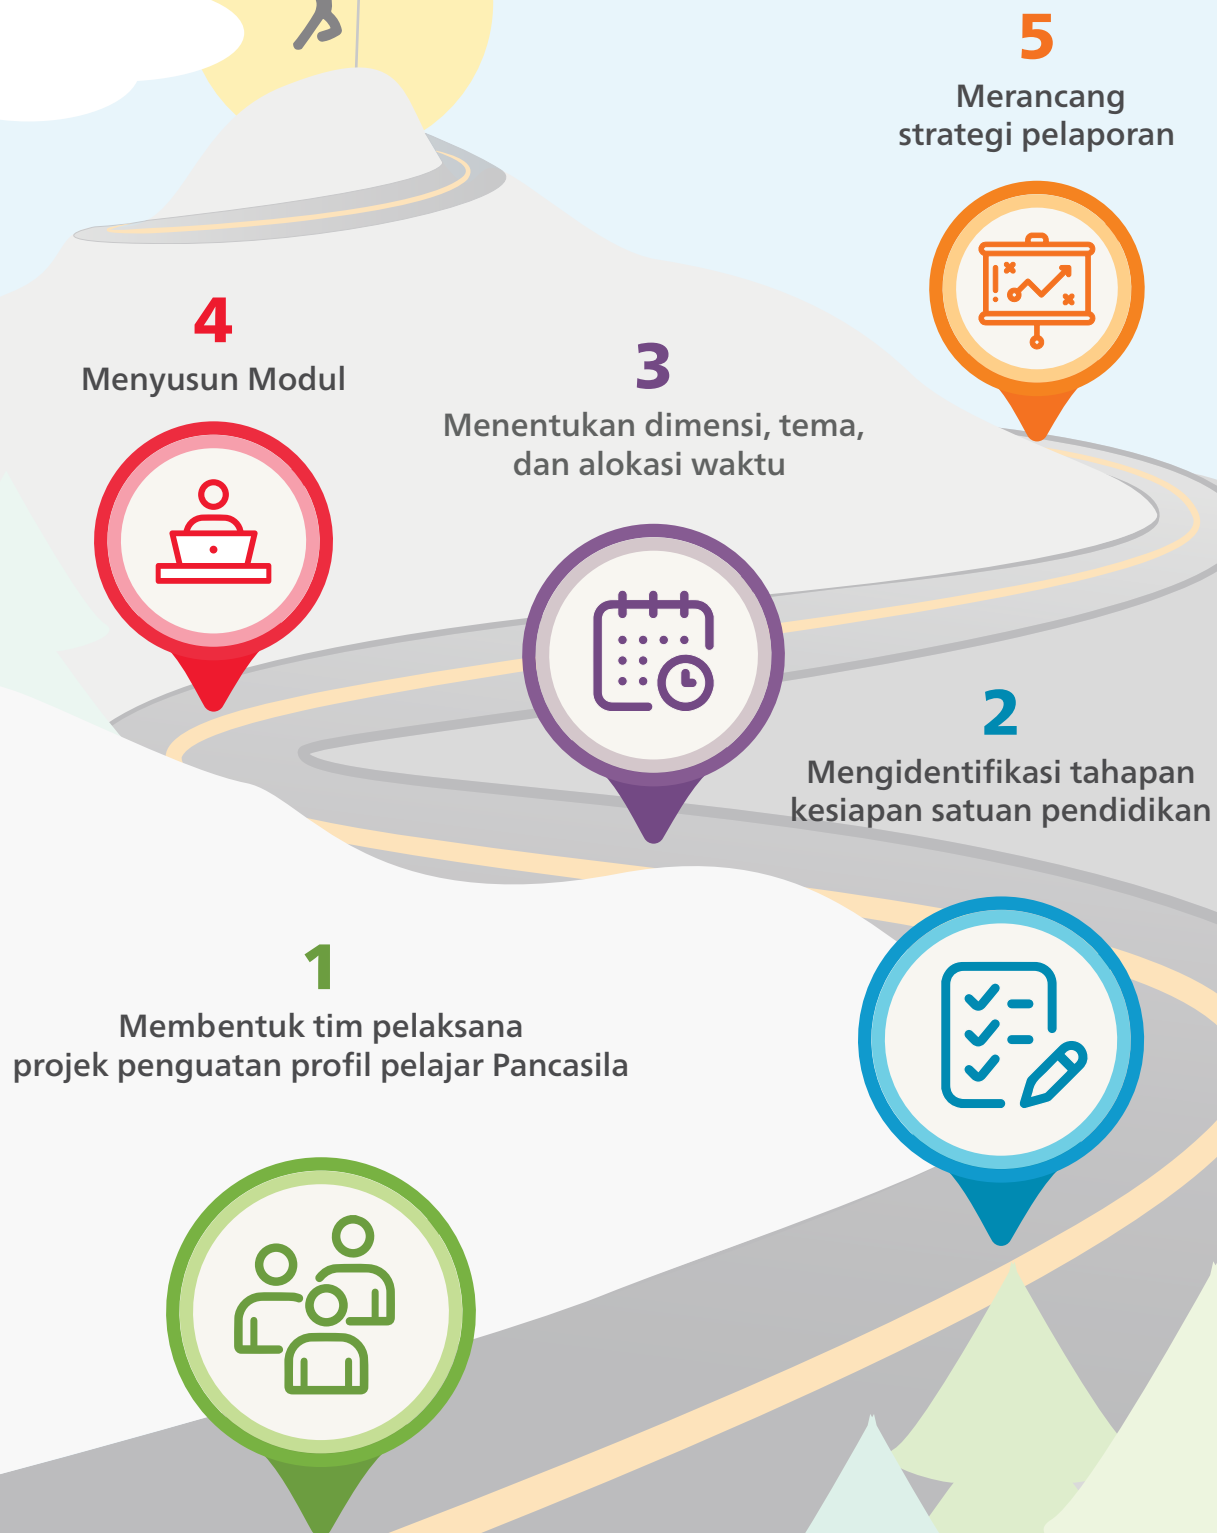 5
Merancang
strategi pelaporan
4
Menyusun Modul
3
Menentukan dimensi, tema,
dan alokasi waktu
2
Mengidentifikasi tahapan
kesiapan satuan pendidikan
1
Membentuk tim pelaksana
projek penguatan profil pelajar Pancasila